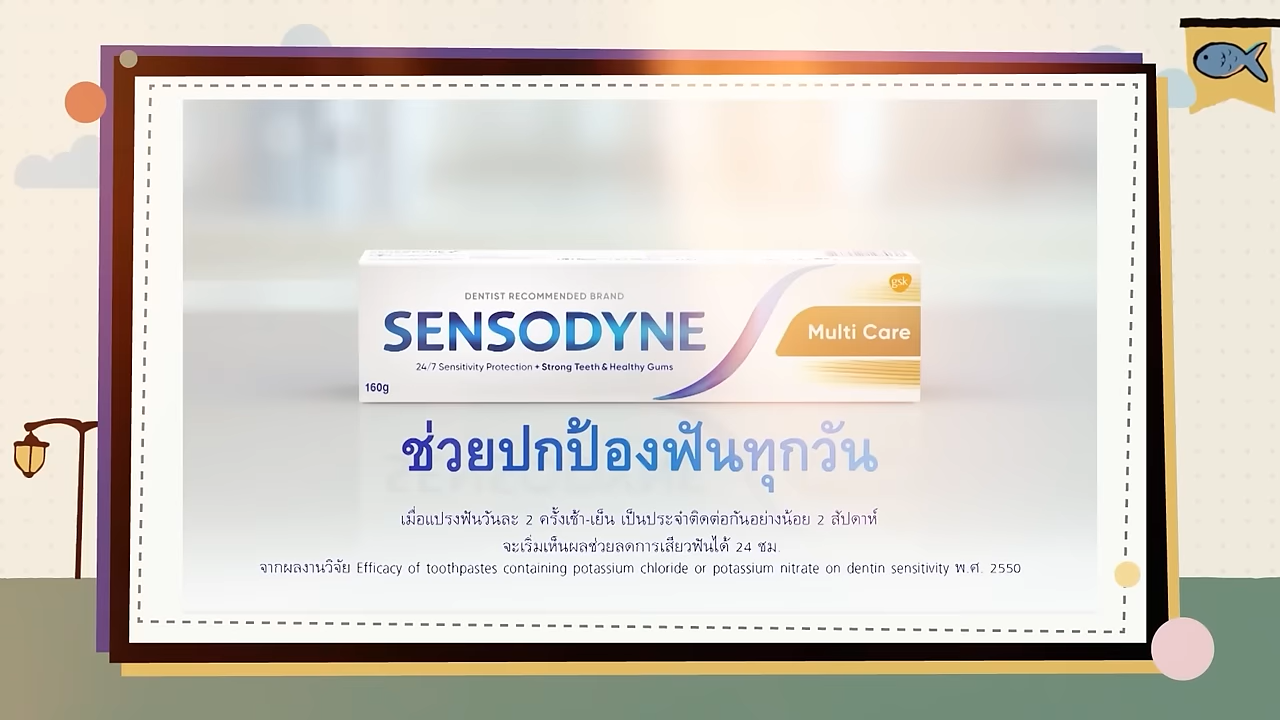 DENTIST RECOMMENDED BRAND
SENSODYNE
24/7 Sensitivity Protection + Strong Teeth & Healthy Gums
160g
gsk
Multi Care
ช่วยปกป้องฟันทุกวัน
เมื่อแปรงฟันวันละ 2 ครั้งเช้า-เย็น เป็นประจำติดต่อกันอย่างน้อย 2 สัปดาห์
จะเริ่มเห็นผลช่วยลดการเสียวฟันได้ 24 ชม.
จากผลงานวิจัย Efficacy of toothpastes containing potassium chloride or potassium nitrate on dentin sensitivity พ.ศ. 2550